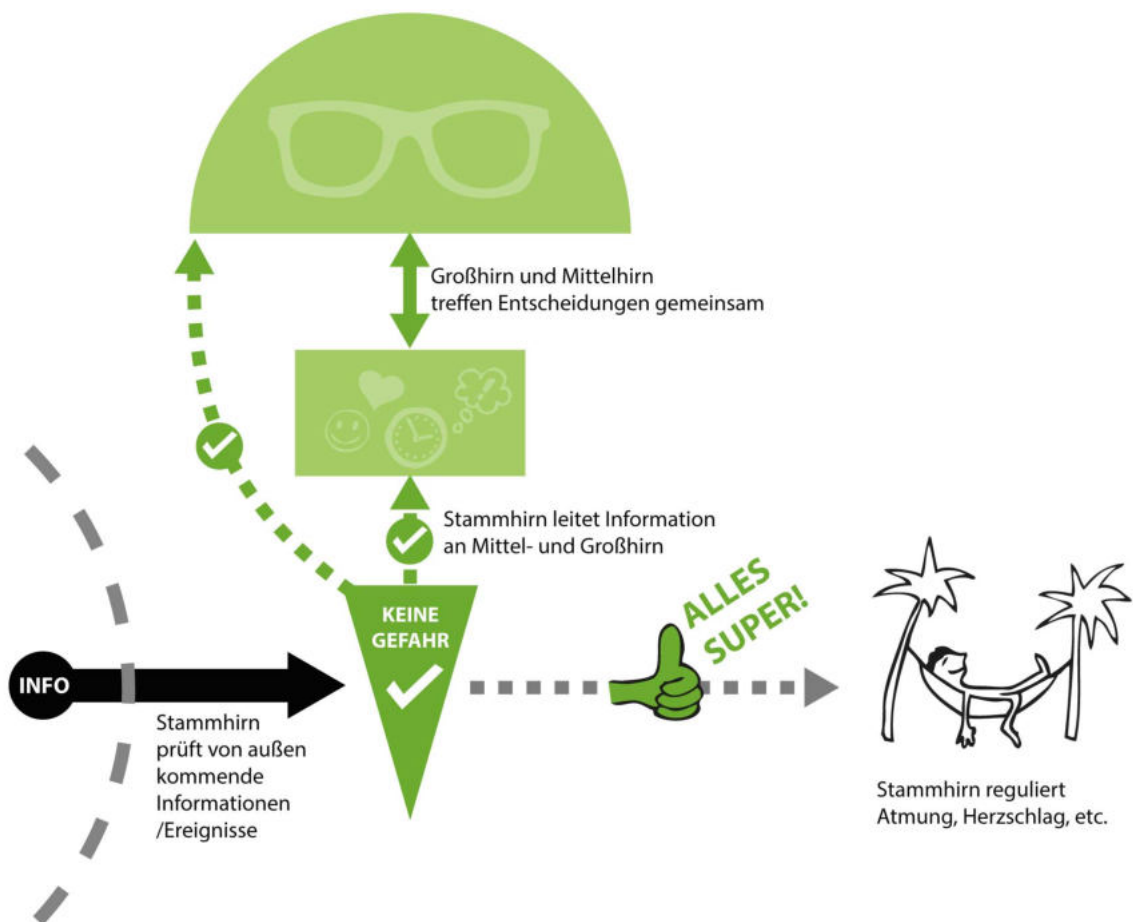 Großhirn und Mittelhirn
treffen Entscheidungen gemeinsam
Stammhirn leitet Information
an Mittel- und Großhirn
KEINE
GEFAHR
ALLES
SUPER!
INFO
Stammhirn
prüft von außen
kommende
Informationen
/Ereignisse
Stammhirn reguliert
Atmung, Herzschlag, etc.